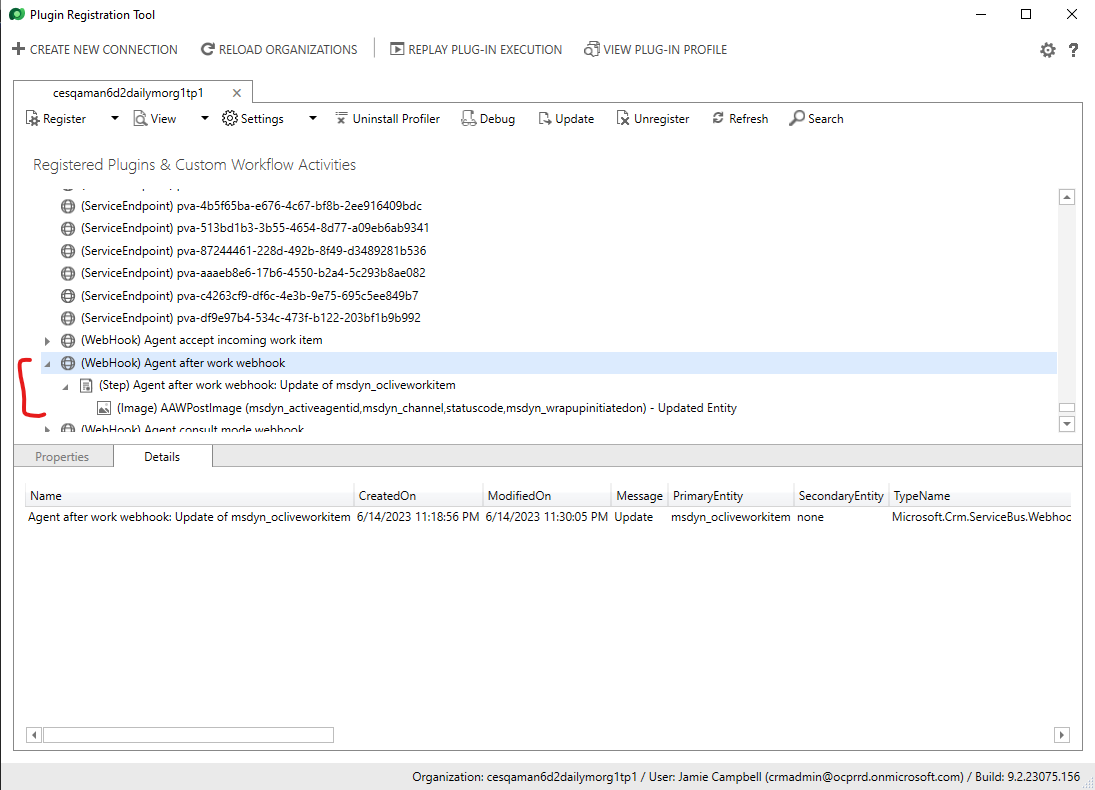 Plugin Registration Tool
CREATE NEW CONNECTION RELOAD ORGANIZATIONS REPLAY PLUG-IN EXECUTION VIEW PLUG-IN PROFILE
cesqaman6d2dailymorg1tp1
Register View Settings Uninstall Profiler Debug Update Unregister Refresh Search
Registered Plugins & Custom Workflow Activities
(ServiceEndpoint) pva-4b5f65ba-e676-4c67-bf8b-2ee916409bdc
(ServiceEndpoint) pva-513bd1b3-3b55-4654-8d77-a09eb6ab9341
(ServiceEndpoint) pva-87244461-228d-492b-8f49-d3489281b536
(ServiceEndpoint) pva-aaaeb8e6-17b6-4550-b2a4-5c293b8ae082
(ServiceEndpoint) pva-c4263cf9-df6c-4e3b-9e75-695c5ee849b7
(ServiceEndpoint) pva-df9e97b4-534c-473f-b122-203bf1b9b992
(WebHook) Agent accept incoming work item
(WebHook) Agent after work webhook
(Step) Agent after work webhook: Update of msdyn_ocliveworkitem
(Image) AAWPostImage (msdyn_activeagentid,msdyn_channel,statuscode,msdyn_wrapupinitiatedon) - Updated Entity
(WebHook) Agent consult mode webhook
Properties Details
Name CreatedOn ModifiedOn Message PrimaryEntity SecondaryEntity TypeName
Agent after work webhook: Update of msdyn_ocliveworkitem 6/14/2023 11:18:56 PM 6/14/2023 11:30:05 PM Update msdyn_ocliveworkitem none Microsoft.Crm.ServiceBus.Webhoo
Organization: cesqaman6d2dailymorg1tp1 / User: Jamie Campbell (crmadmin@ocprrd.onmicrosoft.com) / Build: 9.2.23075.156